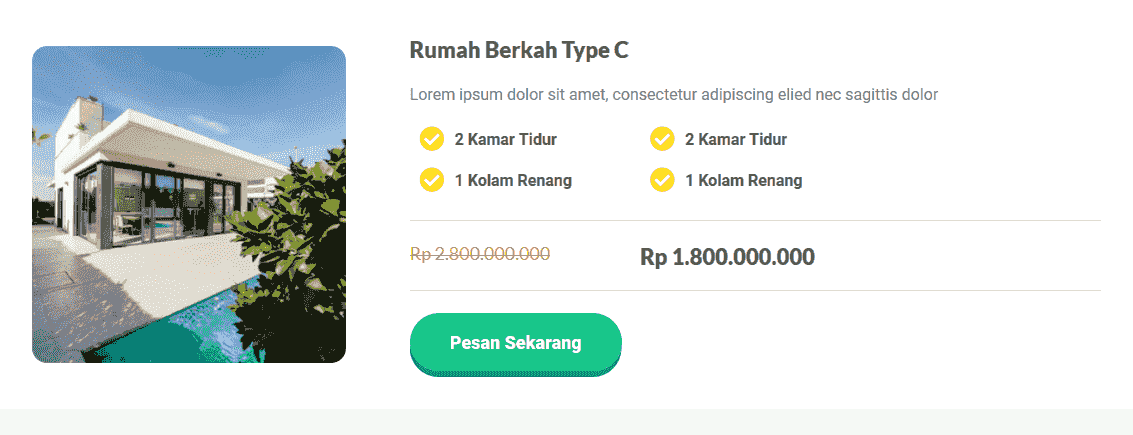 Rumah Berkah Type C
Lorem ipsum dolor sit amet, consectetur adipiscing elied nec sagittis dolor
2 Kamar Tidur
2 Kamar Tidur
1 Kolam Renang
1 Kolam Renang
Rp 2.800.000.000
Rp 1.800.000.000
Pesan Sekarang